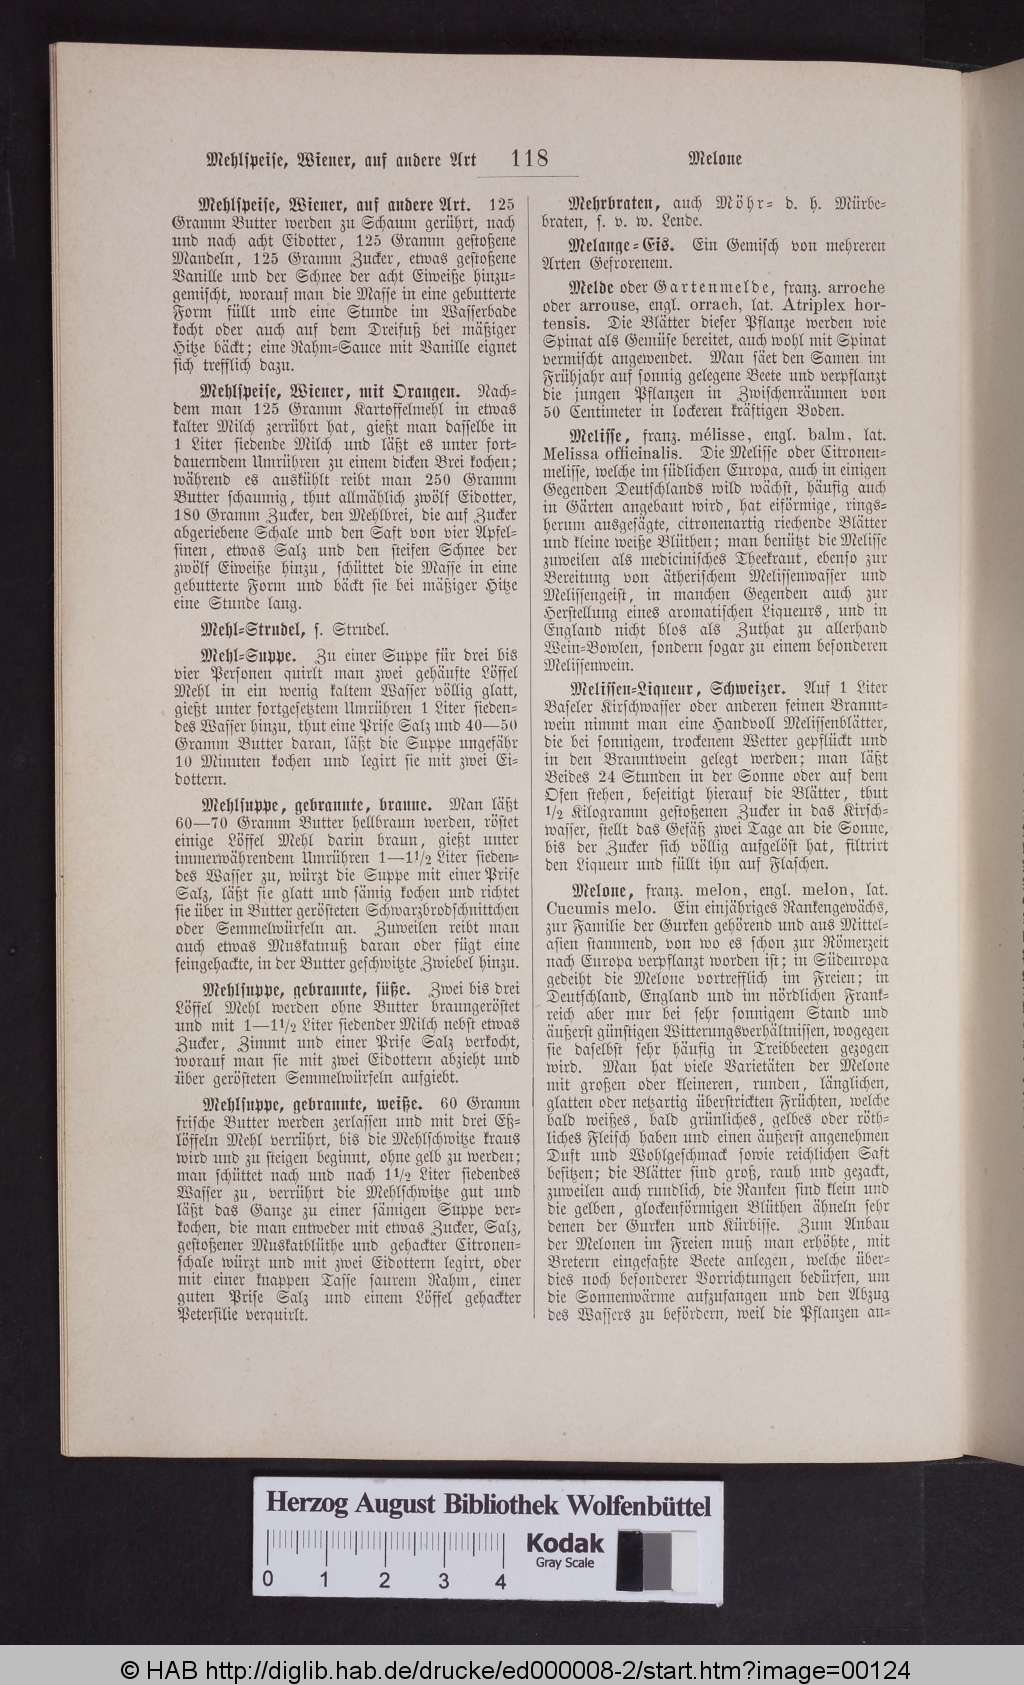 Mehlspeise, Wiener, auf andere Art 118 Melone
Mehlspeise, Wiener, auf andere Art. 125
Gramm Butter werden zu Schaum gerührt, nach
und nach acht Eidotter, 125 Gramm gestoßene
Mandeln, 125 Gramm Zucker, etwas gestoßene
Vanille und der Schnee der acht Eiweiße hinzu-
gemischt, worauf man die Masse in eine gebutterte
Form füllt und eine Stunde im Wasserbade
kocht oder auch auf dem Dreifuß bei mäßiger
Hitze bäckt; eine Rahm-Sauce mit Vanille eignet
sich trefflich dazu.
Mehlspeise, Wiener, mit Orangen. Nach-
dem man 125 Gramm Kartoffelmehl in etwas
kalter Milch zerrührt hat, gießt man dasselbe in
1 Liter siedende Milch und läßt es unter fort-
dauerndem Umrühren zu einem dicken Brei kochen;
während es auskühlt reibt man 250 Gramm
Butter schaumig, thut allmählich zwölf Eidotter,
180 Gramm Zucker, den Mehlbrei, die auf Zucker
abgeriebene Schale und den Saft von vier Apfel-
sinen, etwas Salz und den steifen Schnee der
zwölf Eiweiße hinzu, schüttet die Masse in eine
gebutterte Form und bäckt sie bei mäßiger Hitze
eine Stunde lang.
Mehl-Strudel, s. Strudel.
Mehl-Suppe. Zu einer Suppe für drei bis
vier Personen quirlt man zwei gehäufte Löffel
Mehl in ein wenig kaltem Wasser völlig glatt,
gießt unter fortgesetztem Umrühren 1 Liter sieden-
des Wasser hinzu, thut eine Prise Salz und 40—50
Gramm Butter daran, läßt die Suppe ungefähr
10 Minuten kochen und legirt sie mit zwei Ei-
dottern.
Mehlsuppe, gebrannte, braune. Man läßt
60—70 Gramm Butter hellbraun werden, röstet
einige Löffel Mehl darin braun, gießt unter
immerwährendem Umrühren 1—1 1/2 Liter sieden-
des Wasser zu, würzt die Suppe mit einer Prise
Salz, läßt sie glatt und sämig kochen und richtet
sie über in Butter gerösteten Schwarzbrodschnittchen
oder Semmelwürfeln an. Zuweilen reibt man
auch etwas Muskatnuß daran oder fügt eine
feingehackte, in der Butter geschwitzte Zwiebel hinzu.
Mehlsuppe, gebrannte, süße. Zwei bis drei
Löffel Mehl werden ohne Butter braungeröstet
und mit 1—1 1/2 Liter siedender Milch nebst etwas
Zucker, Zimmt und einer Prise Salz verkocht,
worauf man sie mit zwei Eidottern abzieht und
über gerösteten Semmelwürfeln aufgiebt.
Mehlsuppe, gebrannte, weiße. 60 Gramm
frische Butter werden zerlassen und mit drei Eß-
löffeln Mehl verrührt, bis die Mehlschwitze kraus
wird und zu steigen beginnt, ohne gelb zu werden;
man schüttet nach und nach 1 1/2 Liter siedendes
Wasser zu, verrührt die Mehlschwitze gut und
läßt das Ganze zu einer sämigen Suppe ver-
kochen, die man entweder mit etwas Zucker, Salz,
gestoßener Muskatblüthe und gehackter Citronen-
schale würzt und mit zwei Eidottern legirt, oder
mit einer knappen Tasse saurem Rahm, einer
guten Prise Salz und einem Löffel gehackter
Petersilie verquirlt.
Mehrbraten, auch Möhr- d. h. Mürbe-
braten, s. v. w. Lende.
Melange-Eis. Ein Gemisch von mehreren
Arten Gefrorenem.
Melde oder Gartenmelde, franz. arroche
oder arrouse, engl. orrach, lat. Atriplex hor-
tensis. Die Blätter dieser Pflanze werden wie
Spinat als Gemüse bereitet, auch wohl mit Spinat
vermischt angewendet. Man säet den Samen im
Frühjahr auf sonnig gelegene Beete und verpflanzt
die jungen Pflanzen in Zwischenräumen von
50 Centimeter in lockeren kräftigen Boden.
Melisse, franz. mélisse, engl. balm, lat.
Melissa officinalis. Die Melisse oder Citronen-
melisse, welche im südlichen Europa, auch in einigen
Gegenden Deutschlands wild wächst, häufig auch
in Gärten angebaut wird, hat eiförmige, rings-
herum ausgesägte, citronenartig riechende Blätter
und kleine weiße Blüthen; man benützt die Melisse
zuweilen als medicinisches Theekraut, ebenso zur
Bereitung von ätherischem Melissenwasser und
Melissengeist, in manchen Gegenden auch zur
Herstellung eines aromatischen Liqueurs, und in
England nicht blos als Zuthat zu allerhand
Wein-Bowlen, sondern sogar zu einem besonderen
Melissenwein.
Melissen-Liqueur, Schweizer. Auf 1 Liter
Baseler Kirschwasser oder anderen feinen Brannt-
wein nimmt man eine Handvoll Melissenblätter,
die bei sonnigem, trockenem Wetter gepflückt und
in den Branntwein gelegt werden; man läßt
Beides 24 Stunden in der Sonne oder auf dem
Ofen stehen, beseitigt hierauf die Blätter, thut
1/2 Kilogramm gestoßenen Zucker in das Kirsch-
wasser, stellt das Gefäß zwei Tage an die Sonne,
bis der Zucker sich völlig aufgelöst hat, filtrirt
den Liqueur und füllt ihn auf Flaschen.
Melone, franz. melon, engl. melon, lat.
Cucumis melo. Ein einjähriges Rankengewächs,
zur Familie der Gurken gehörend und aus Mittel-
asien stammend, von wo es schon zur Römerzeit
nach Europa verpflanzt worden ist; in Südeuropa
gedeiht die Melone vortrefflich im Freien; in
Deutschland, England und im nördlichen Frank-
reich aber nur bei sehr sonnigem Stand und
äußerst günstigen Witterungsverhältnissen, wogegen
sie daselbst sehr häufig in Treibbeeten gezogen
wird. Man hat viele Varietäten der Melone
mit großen oder kleineren, runden, länglichen,
glatten oder netzartig überstrickten Früchten, welche
bald weißes, bald grünliches, gelbes oder röth-
liches Fleisch haben und einen äußerst angenehmen
Duft und Wohlgeschmack sowie reichlichen Saft
besitzen; die Blätter sind groß, rauh und gezackt,
zuweilen auch rundlich, die Ranken sind klein und
die gelben, glockenförmigen Blüthen ähneln sehr
denen der Gurken und Kürbisse. Zum Anbau
der Melonen im Freien muß man erhöhte, mit
Bretern eingefaßte Beete anlegen, welche über-
dies noch besonderer Vorrichtungen bedürfen, um
die Sonnenwärme aufzufangen und den Abzug
des Wassers zu befördern, weil die Pflanzen an-
Herzog August Bibliothek Wolfenbüttel
Kodak
Gray Scale
0 1 2 3 4
© HAB http://diglib.hab.de/drucke/ed000008-2/start.htm?image=00124